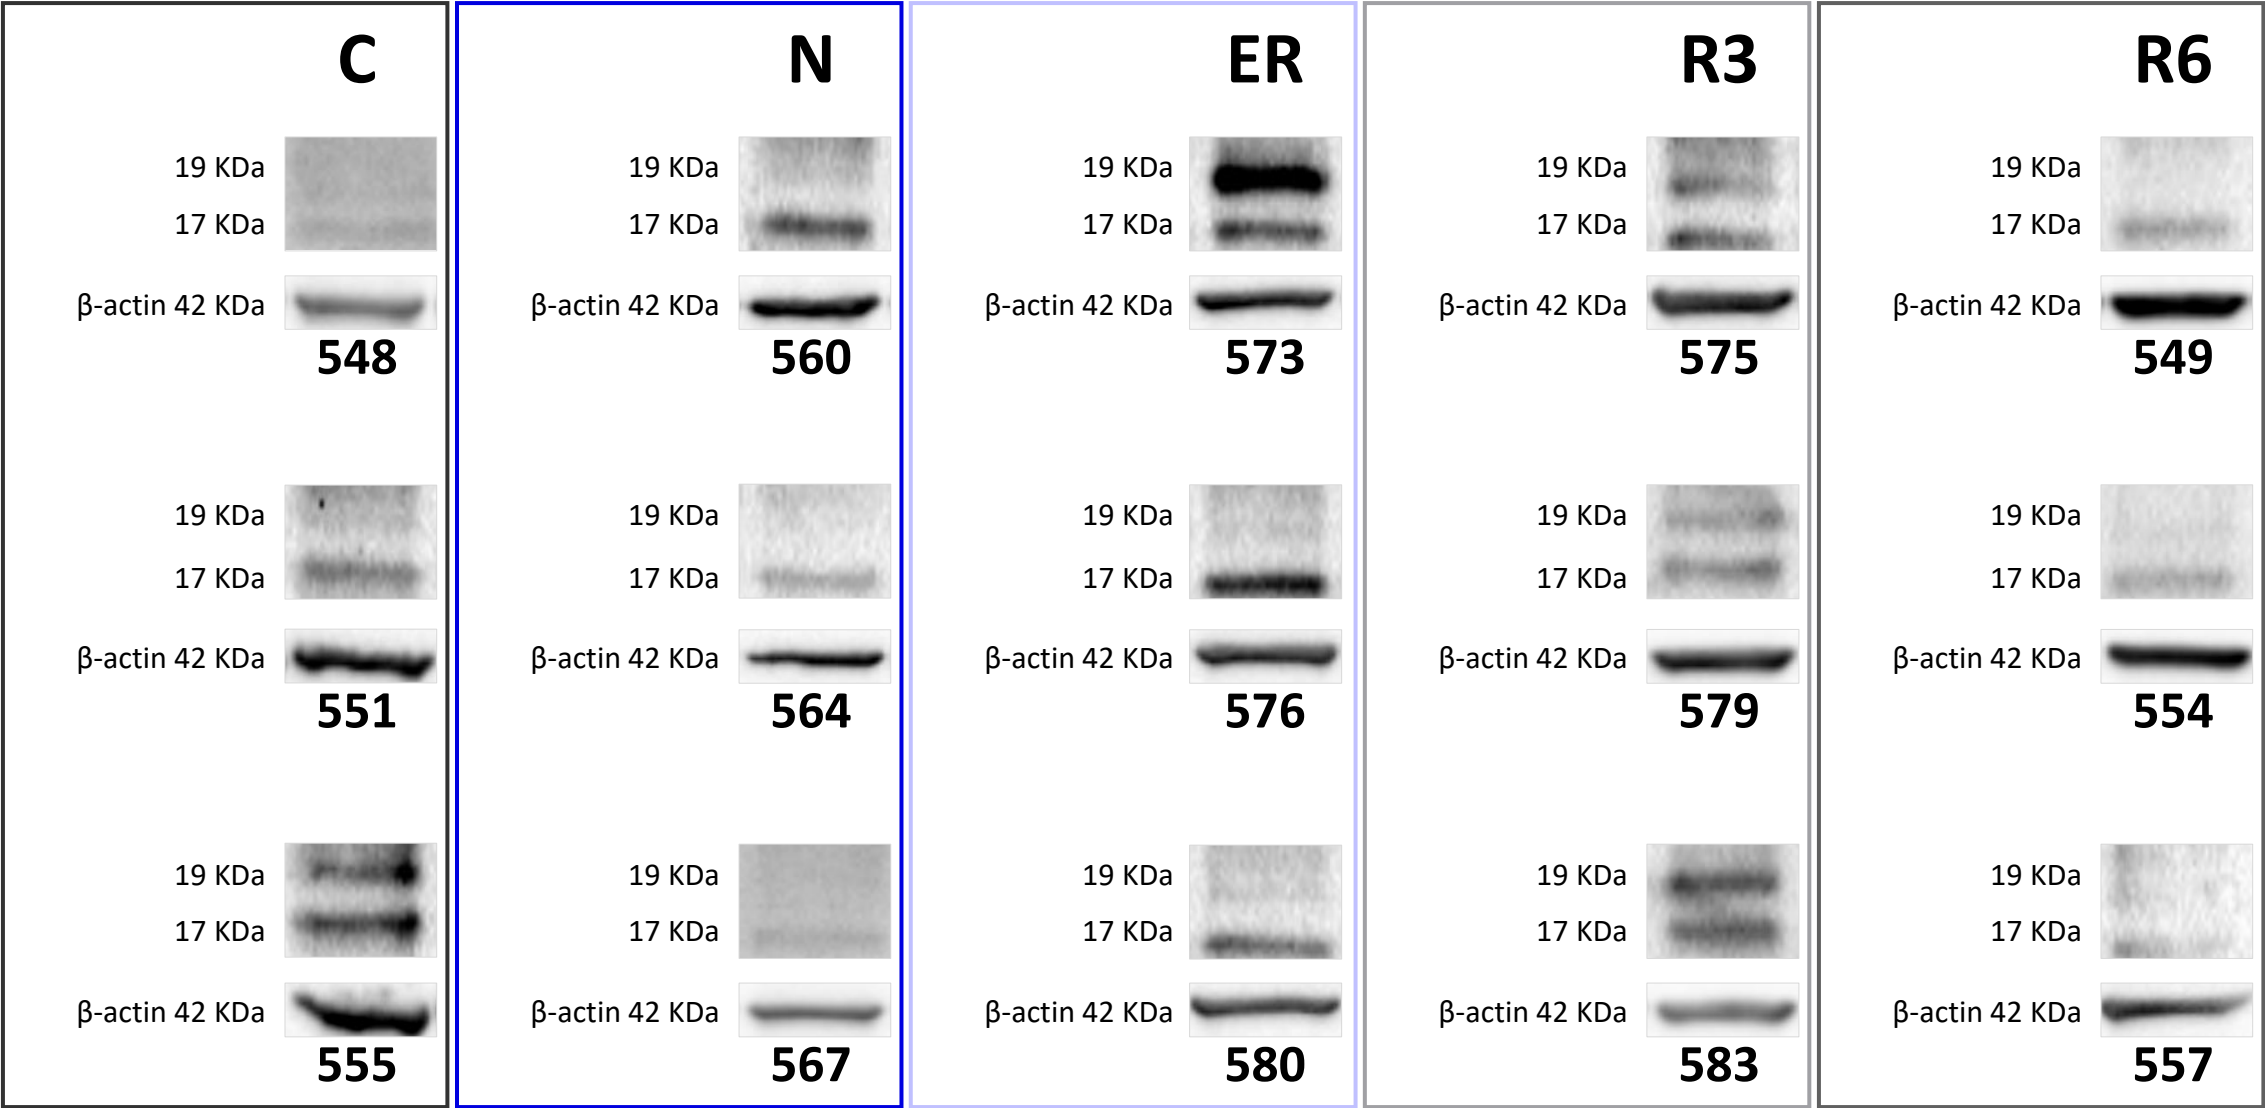 C
19 KDa
17 KDa
β-actin 42 KDa
548
19 KDa
17 KDa
β-actin 42 KDa
551
19 KDa
17 KDa
β-actin 42 KDa
555
N
19 KDa
17 KDa
β-actin 42 KDa
560
19 KDa
17 KDa
β-actin 42 KDa
564
19 KDa
17 KDa
β-actin 42 KDa
567
ER
19 KDa
17 KDa
β-actin 42 KDa
573
19 KDa
17 KDa
β-actin 42 KDa
576
19 KDa
17 KDa
β-actin 42 KDa
580
R3
19 KDa
17 KDa
β-actin 42 KDa
575
19 KDa
17 KDa
β-actin 42 KDa
579
19 KDa
17 KDa
β-actin 42 KDa
583
R6
19 KDa
17 KDa
β-actin 42 KDa
549
19 KDa
17 KDa
β-actin 42 KDa
554
19 KDa
17 KDa
β-actin 42 KDa
557